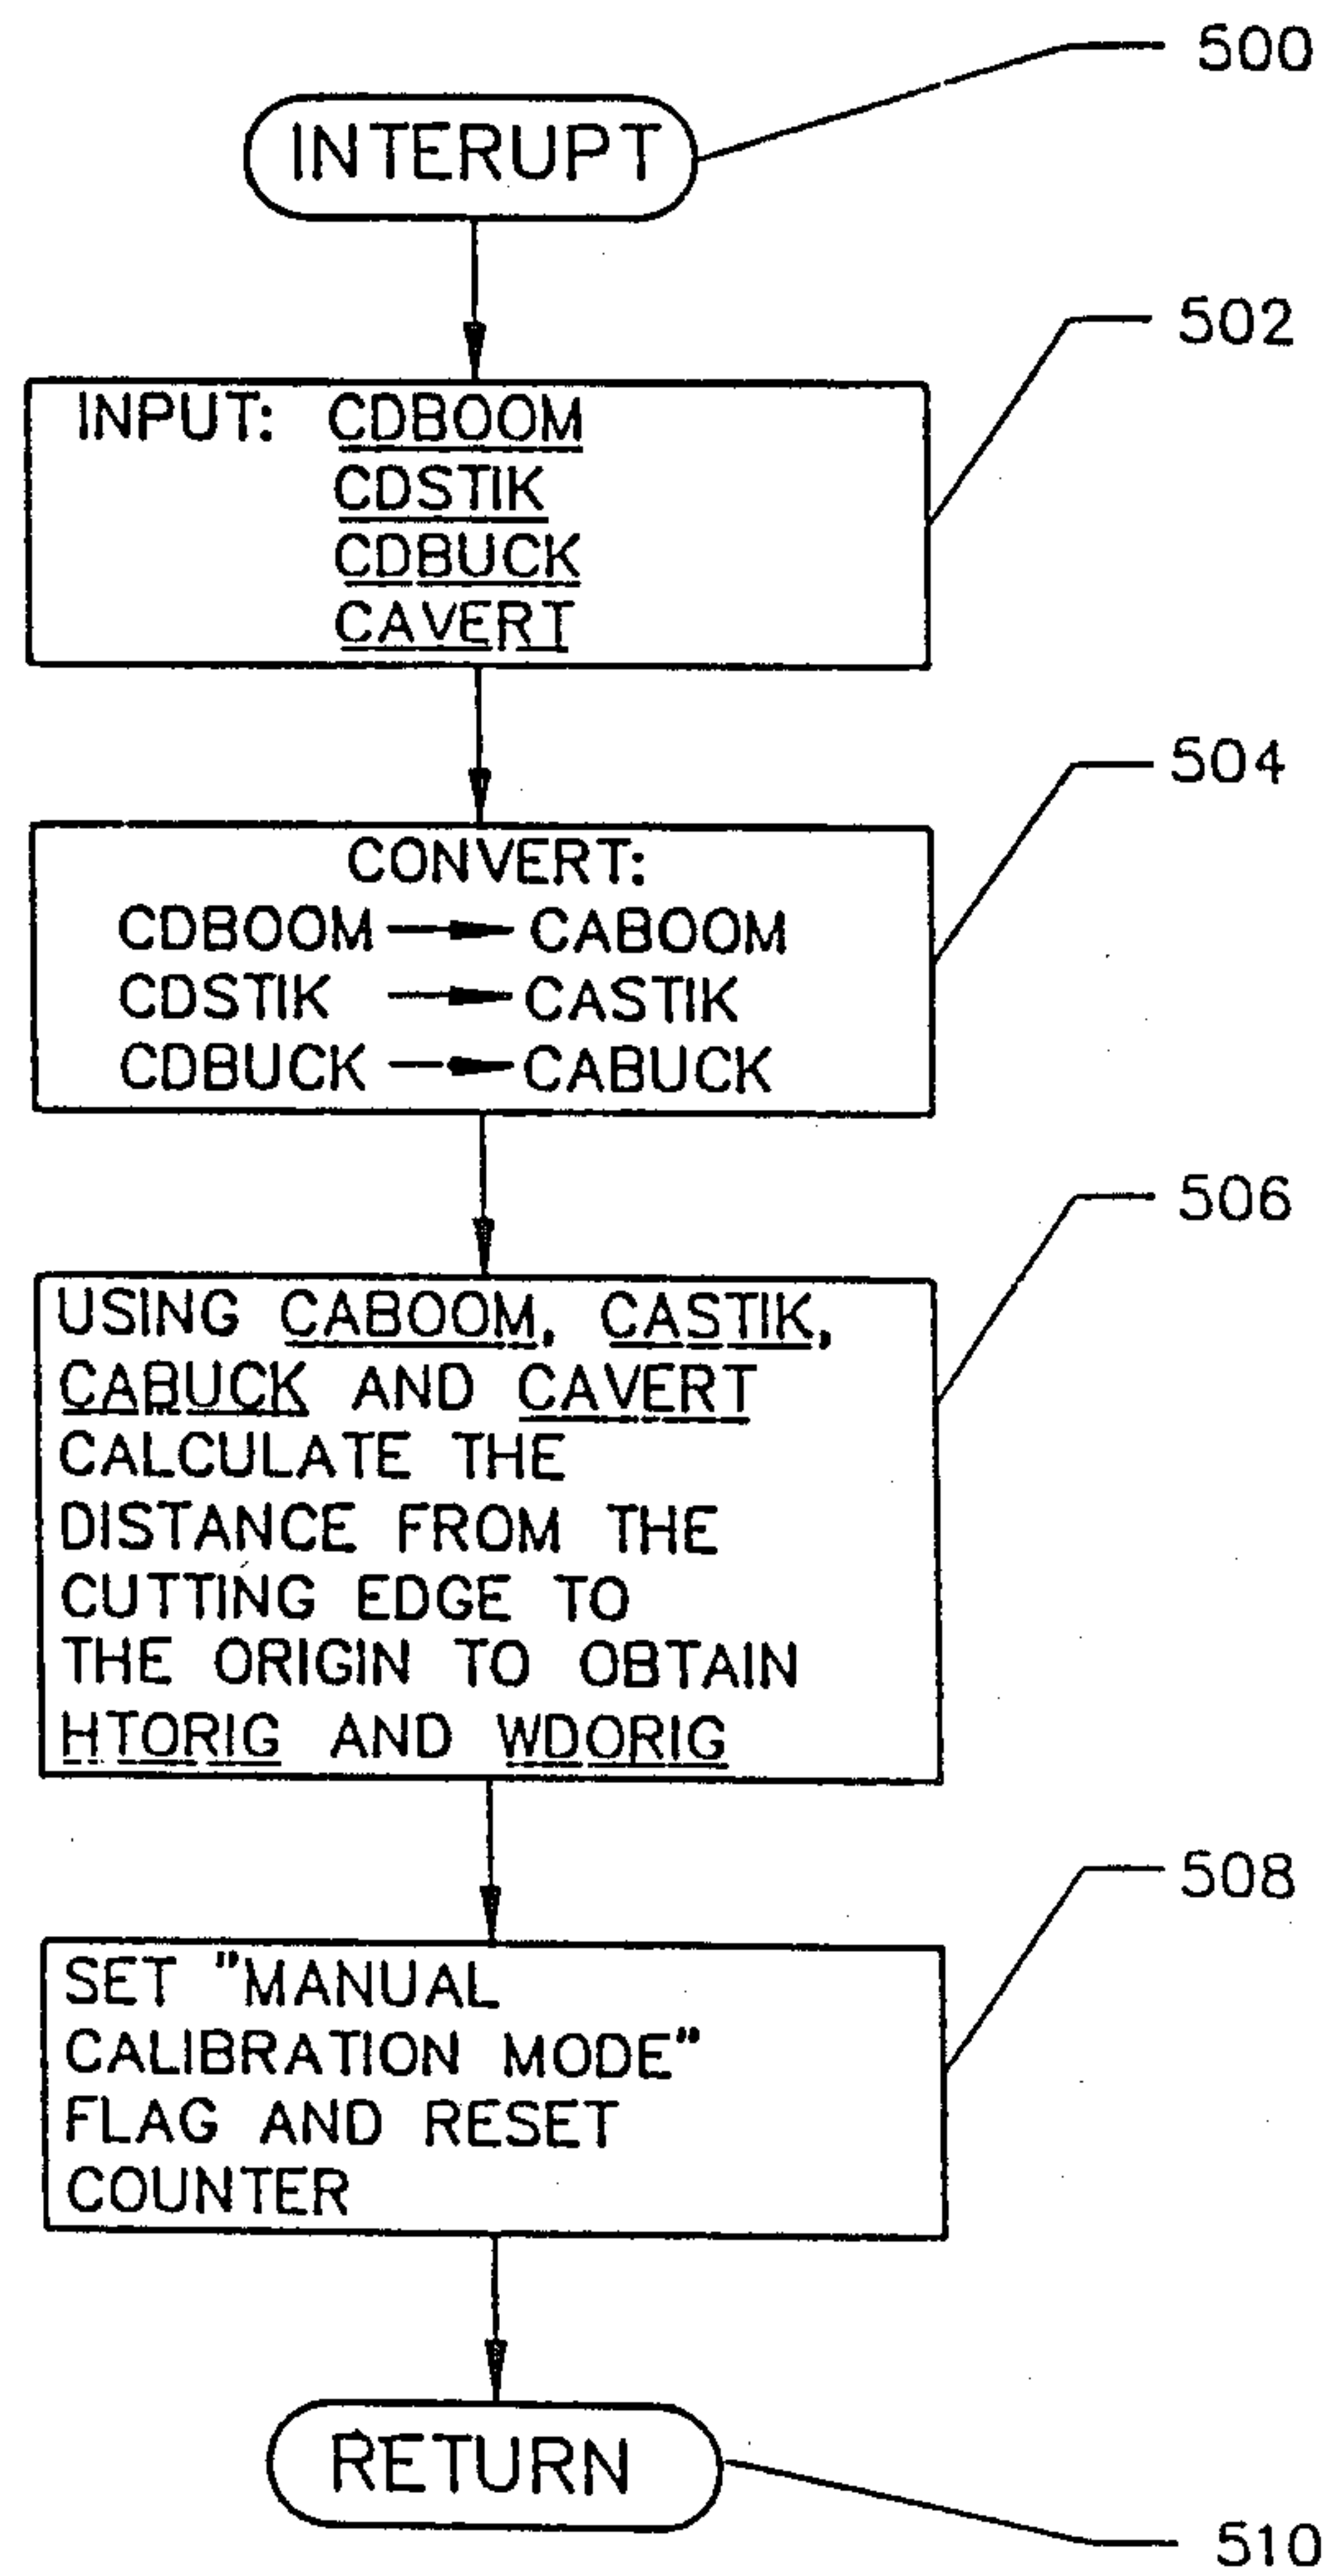 500
INTERUPT
502
INPUT: CDBOOM
CDSTIK
CDBUCK
CAVERT
504
CONVERT:
CDBOOM → CABOOM
CDSTIK → CASTIK
CDBUCK → CABUCK
506
USING CABOOM, CASTIK,
CABUCK AND CAVERT
CALCULATE THE
DISTANCE FROM THE
CUTTING EDGE TO
THE ORIGIN TO OBTAIN
HTORIG AND WDORIG
508
SET "MANUAL
CALIBRATION MODE"
FLAG AND RESET
COUNTER
RETURN
510